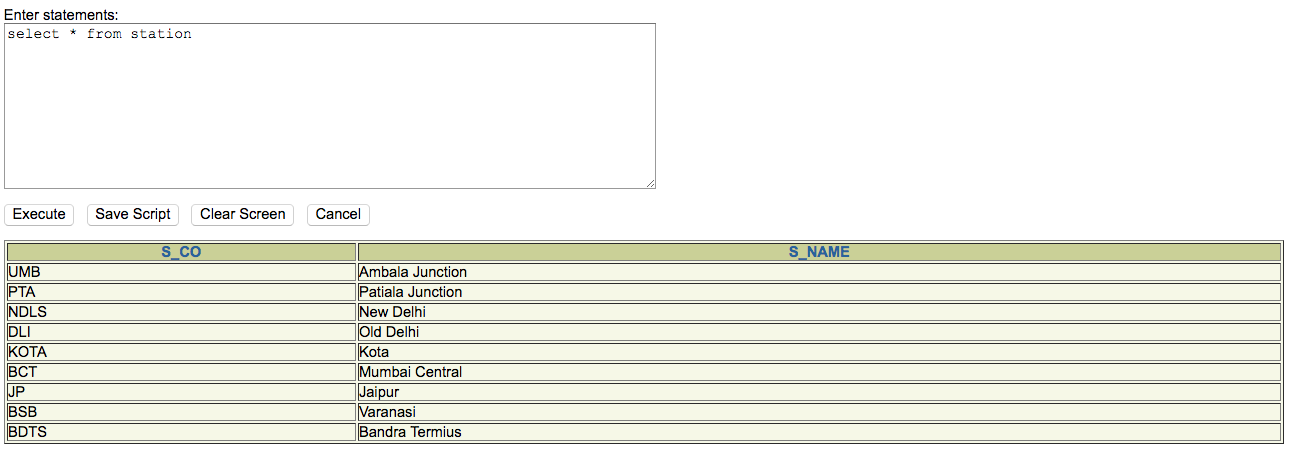 Enter statements:
select * from station
Execute Save Script Clear Screen Cancel
S_CO S_NAME
UMB Ambala Junction
PTA Patiala Junction
NDLS New Delhi
DLI Old Delhi
KOTA Kota
BCT Mumbai Central
JP Jaipur
BSB Varanasi
BDTS Bandra Termius